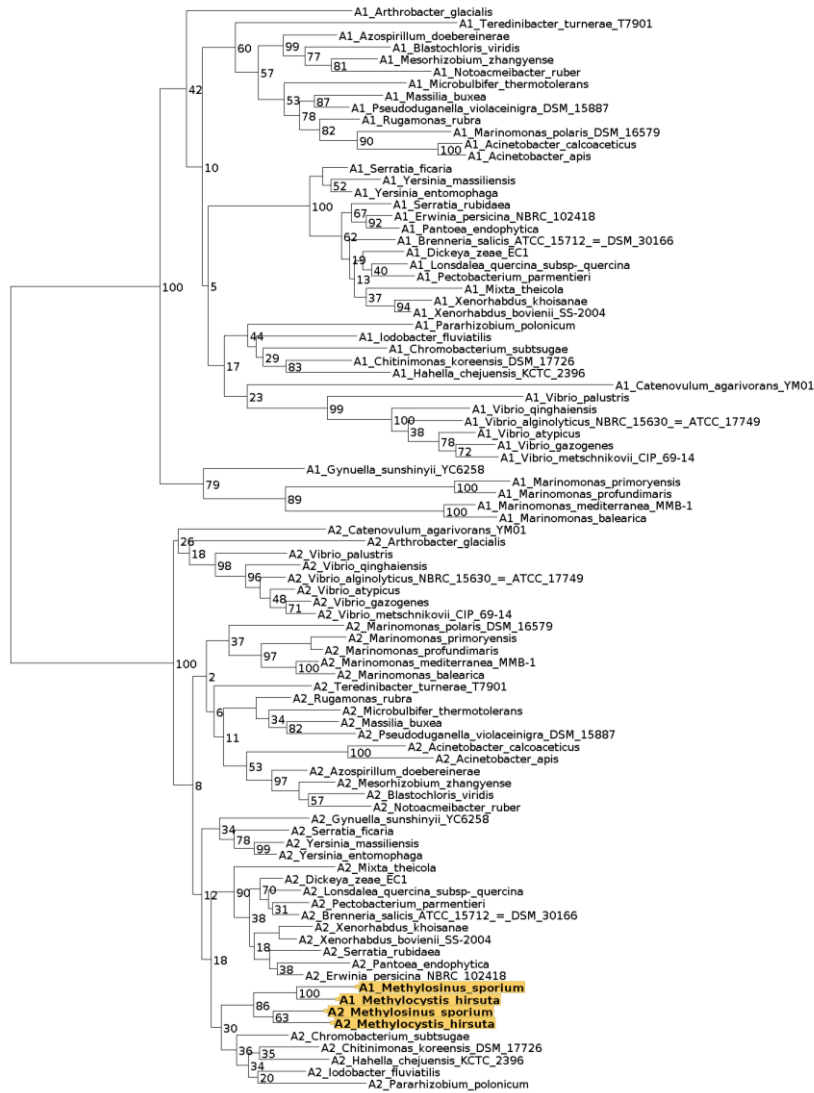 A1_Arthrobacter_glacialis
A1_Teredinibacter_turnerae_T7901
60
A1_Azospirillum_doebereinerae
99
A1_Blastochloris_viridis
77
A1_Mesorhizobium_zhangyense
81
57
A1_Notoacmeibacter_ruber
A1_Microbulbifer_thermotolerans
42
53
A1_Massilia_buxea
87
A1_Pseudoduganella_violaceinigra_DSM_15887
78
A1_Rugamonas_rubra
82
A1_Marinomonas_polaris_DSM_16579
90
A1_Acinetobacter_calcoaceticus
100
A1_Acinetobacter_apis
10
A1_Serratia_ficaria
A1_Yersinia_massiliensis
52
A1_Yersinia_entomophaga
100
A1_Serratia_rubidaea
67
A1_Erwinia_persicina_NBRC_102418
92
A1_Pantoea_endophytica
62
A1_Brenneria_salicis_ATCC_15712_=_DSM_30166
A1_Dickeya_zeae_EC1
19
A1_Lonsdalea_quercina_subsp-_quercina
40
A1_Pectobacterium_parmentieri
13
100
5
A1_Mixta_theicola
37
A1_Xenorhabdus_khoisanae
94
A1_Xenorhabdus_bovienii_SS-2004
A1_Pararhizobium_polonicum
44
A1_Iodobacter_fluviatilis
A1_Chromobacterium_subtsugae
29
A1_Chitinimonas_koreensis_DSM_17726
17
83
A1_Hahella_chejuensis_KCTC_2396
A1_Catenovulum_agarivorans_YM01
23
A1_Vibrio_palustris
99
A1_Vibrio_qinghaiensis
100
A1_Vibrio_alginolyticus_NBRC_15630_=_ATCC_17749
38
A1_Vibrio_atypicus
78
A1_Vibrio_gazogenes
72
A1_Vibrio_metschnikovii_CIP_69-14
A1_Gynuella_sunshinyii_YC6258
79
A1_Marinomonas_primoryensis
100
A1_Marinomonas_profundimaris
89
A1_Marinomonas_mediterranea_MMB-1
100
A1_Marinomonas_balearica
A2_Catenovulum_agarivorans_YM01
26
A2_Arthrobacter_glacialis
18
A2_Vibrio_palustris
98
A2_Vibrio_qinghaiensis
96
A2_Vibrio_alginolyticus_NBRC_15630_=_ATCC_17749
A2_Vibrio_atypicus
48
A2_Vibrio_gazogenes
71
A2_Vibrio_metschnikovii_CIP_69-14
A2_Marinomonas_polaris_DSM_16579
37
A2_Marinomonas_primoryensis
A2_Marinomonas_profundimaris
97
100
A2_Marinomonas_mediterranea_MMB-1
100
A2_Marinomonas_balearica
2
A2_Teredinibacter_turnerae_T7901
A2_Rugamonas_rubra
6
A2_Microbulbifer_thermotolerans
34
A2_Massilia_buxea
82
A2_Pseudoduganella_violaceinigra_DSM_15887
11
A2_Acinetobacter_calcoaceticus
100
A2_Acinetobacter_apis
53
A2_Azospirillum_doebereinerae
97
A2_Mesorhizobium_zhangyense
8
A2_Blastochloris_viridis
57
A2_Notoacmeibacter_ruber
A2_Gynuella_sunshinyii_YC6258
34
A2_Serratia_ficaria
78
A2_Yersinia_massiliensis
99
A2_Yersinia_entomophaga
A2_Mixta_theicola
A2_Dickeya_zeae_EC1
12
90
70
A2_Lonsdalea_quercina_subsp-_quercina
A2_Pectobacterium_parmentieri
31
A2_Brenneria_salicis_ATCC_15712_=_DSM_30166
38
A2_Xenorhabdus_khoisanae
A2_Xenorhabdus_bovienii_SS-2004
18
A2_Serratia_rubidaea
18
A2_Pantoea_endophytica
38
A2_Erwinia_persicina_NBRC_102418
A1_Methylosinus_sporium
100
A1_Methylocystis_hirsuta
86
A2_Methylosinus_sporium
63
A2_Methylocystis_hirsuta
30
A2_Chromobacterium_subtsugae
36
A2_Chitinimonas_koreensis_DSM_17726
35
A2_Hahella_chejuensis_KCTC_2396
34
A2_Iodobacter_fluviatilis
20
A2_Pararhizobium_polonicum